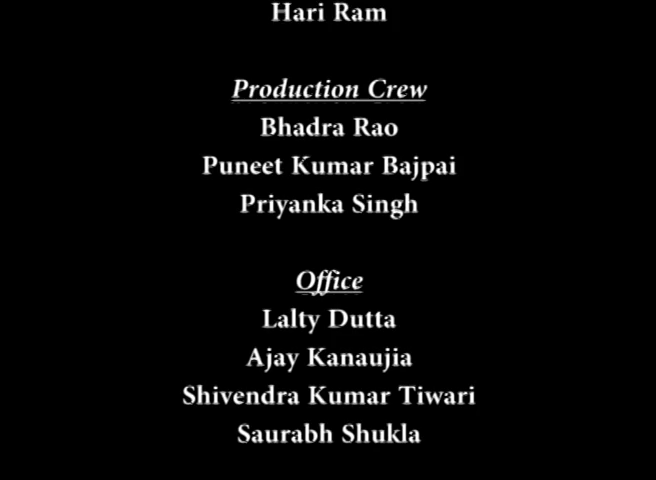 Hari Ram
Production Crew
Bhadra Rao
Puneet Kumar Bajpai
Priyanka Singh
Office
Lalty Dutta
Ajay Kanaujia
Shivendra Kumar Tiwari
Saurabh Shukla